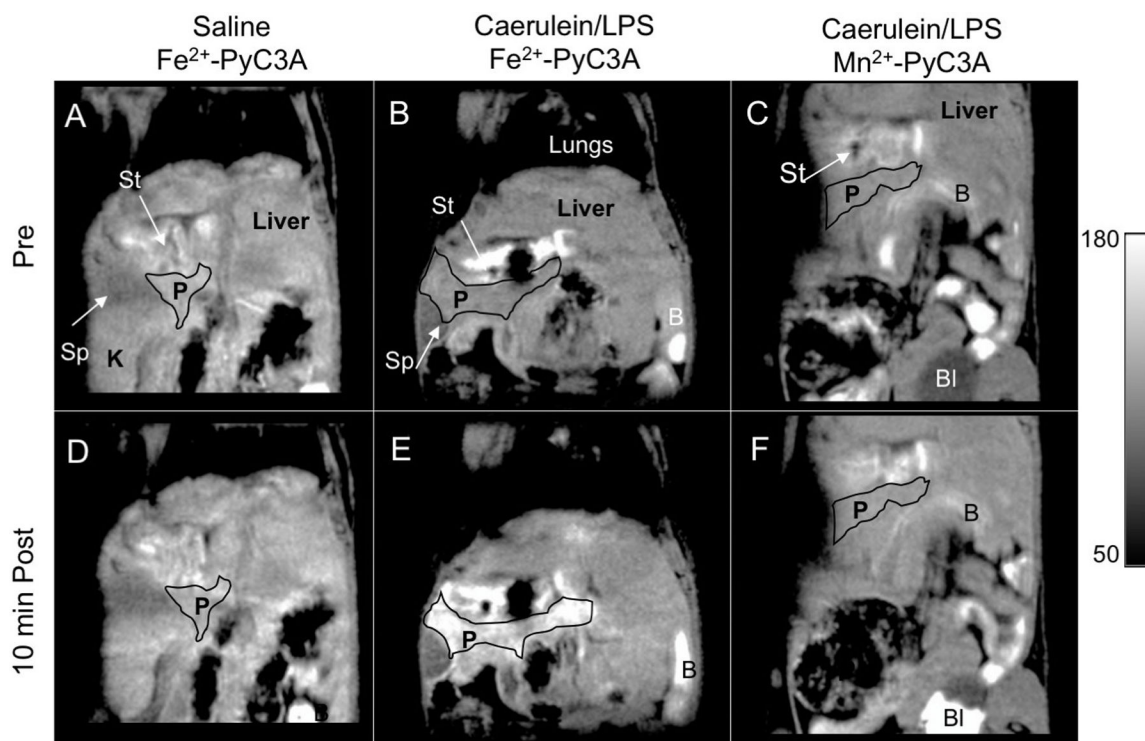 Saline
Fe²⁺-PyC3A
Caerulein/LPS
Fe²⁺-PyC3A
Caerulein/LPS
Mn²⁺-PyC3A
Pre
A
St
Liver
P
Sp
K
B
Lungs
St
Liver
P
B
Sp
C
Liver
St
P
B
Bl
180
50
10 min Post
D
P
B
E
P
B
F
P
B
Bl